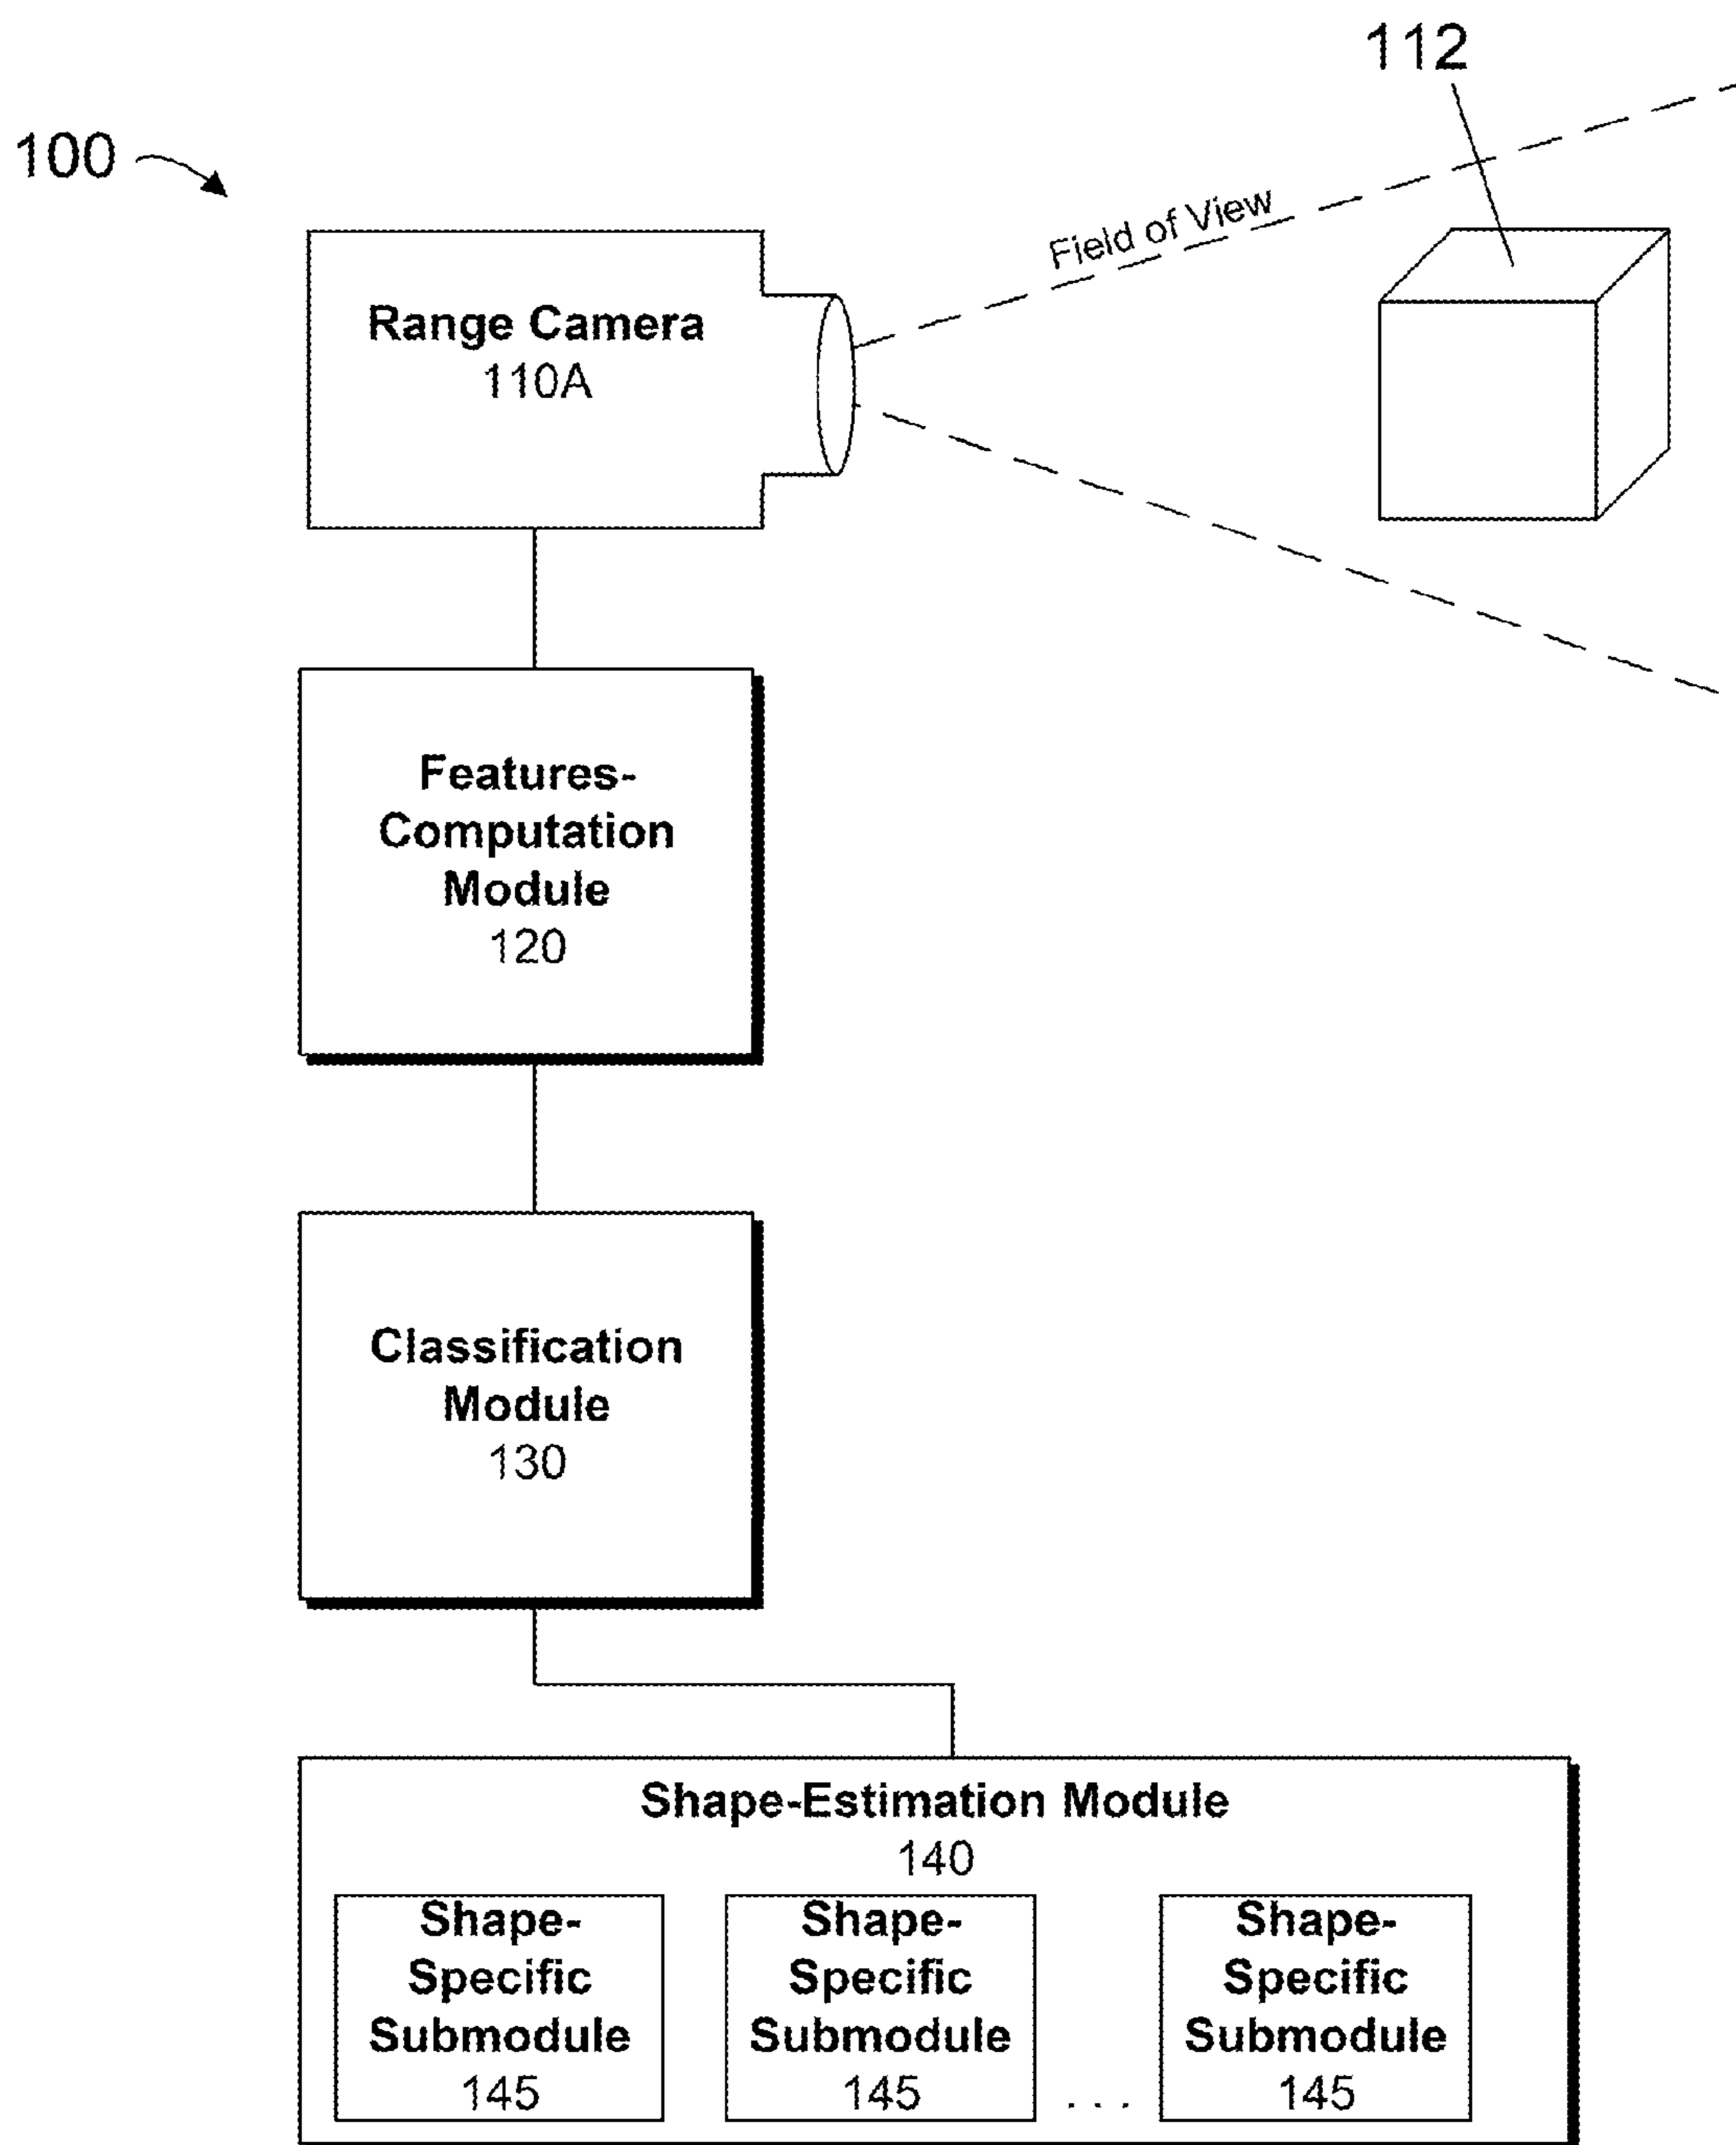 112
100
Field of View
Range Camera
110A
Features-
Computation
Module
120
Classification
Module
130
Shape-Estimation Module
140
Shape-
Specific
Submodule
145
Shape-
Specific
Submodule
145
. . .
Shape-
Specific
Submodule
145